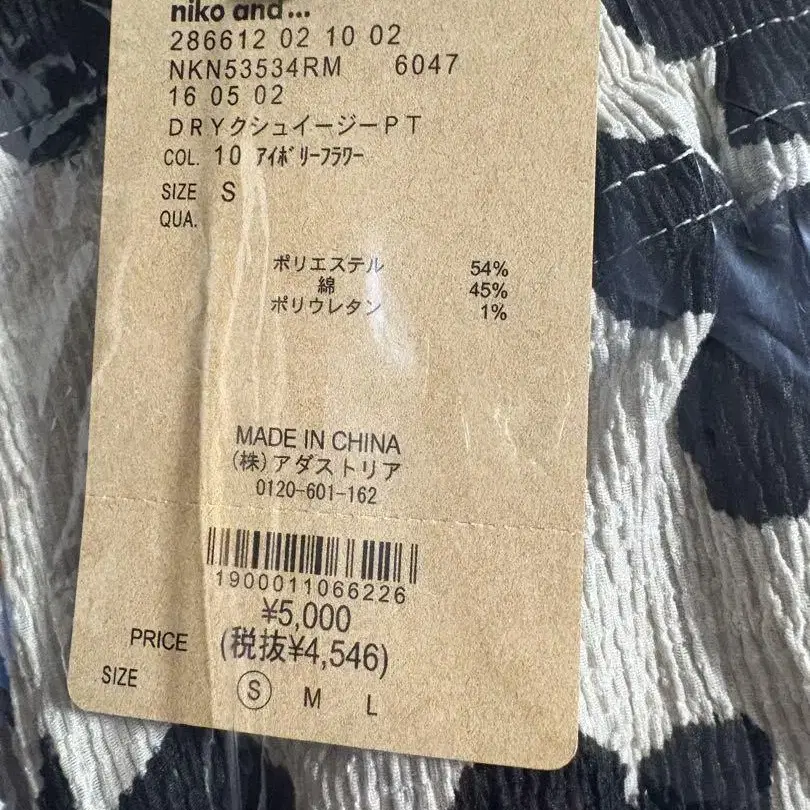 niko and...
286612 02 10 02
NKN53534RM 6047
16 05 02
DRYクシュイージーPT
COL. 10 ｱｲﾎﾞﾘｰﾌﾗﾜｰ
SIZE S
QUA.
ポリエステル 54%
綿 45%
ポリウレタン 1%
MADE IN CHINA
(株)アダストリア
0120-601-162
1900011066226
¥5,000
PRICE (税抜¥4,546)
SIZE S M L